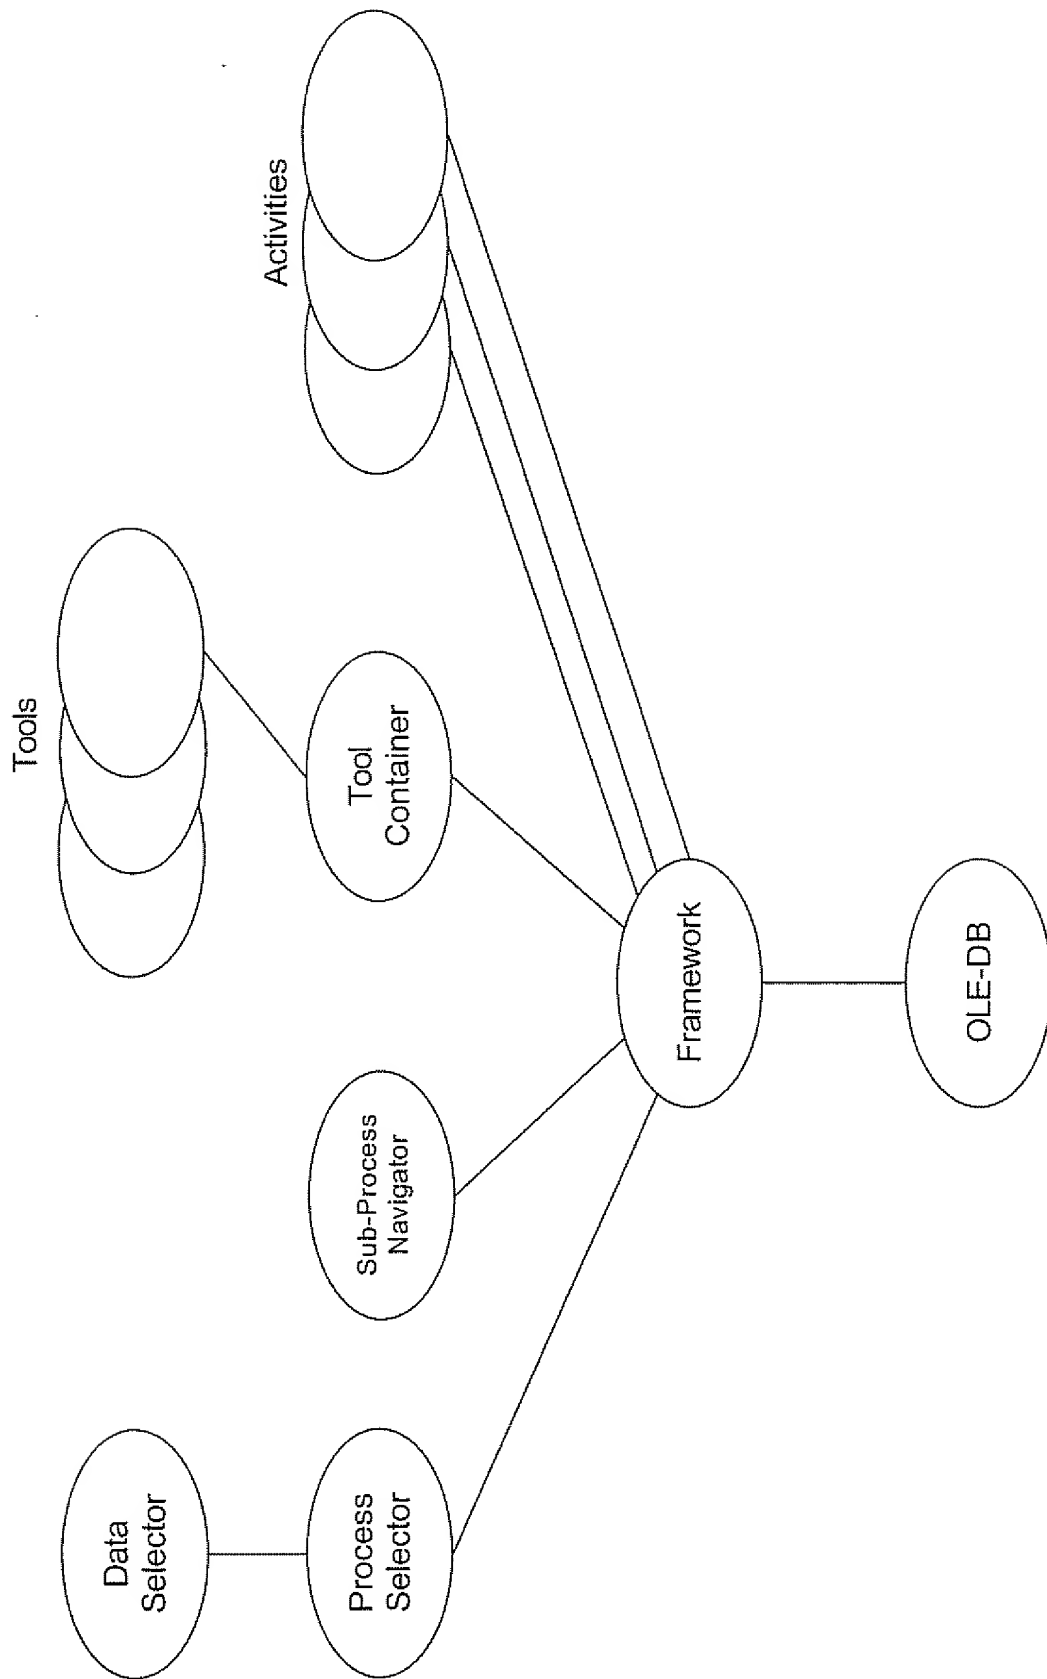 Data
Selector
Process
Selector
Sub-Process
Navigator
Tools
Tool
Container
Activities
Framework
OLE-DB